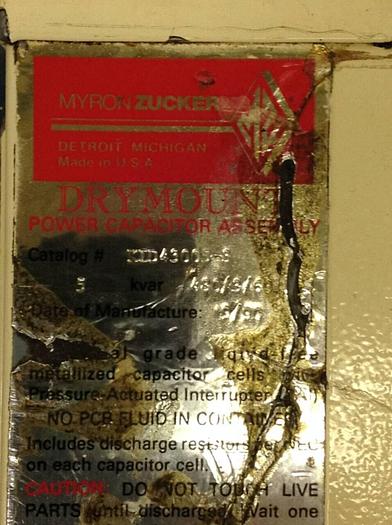 MYRON ZUCKER
DETROIT MICHIGAN
Made in U.S.A
DRYMOUNT
POWER CAPACITOR ASSEMBLY
Catalog #
kvar
Date of Manufacture:
grade
metallized capacitor cells
Pressure-Actuated Interrupter
NO PCB FLUID IN CONTAINER
Includes discharge resistors per NEC
on each capacitor cell.
CAUTION: DO NOT TOUCH LIVE
PARTS until discharged. Wait one